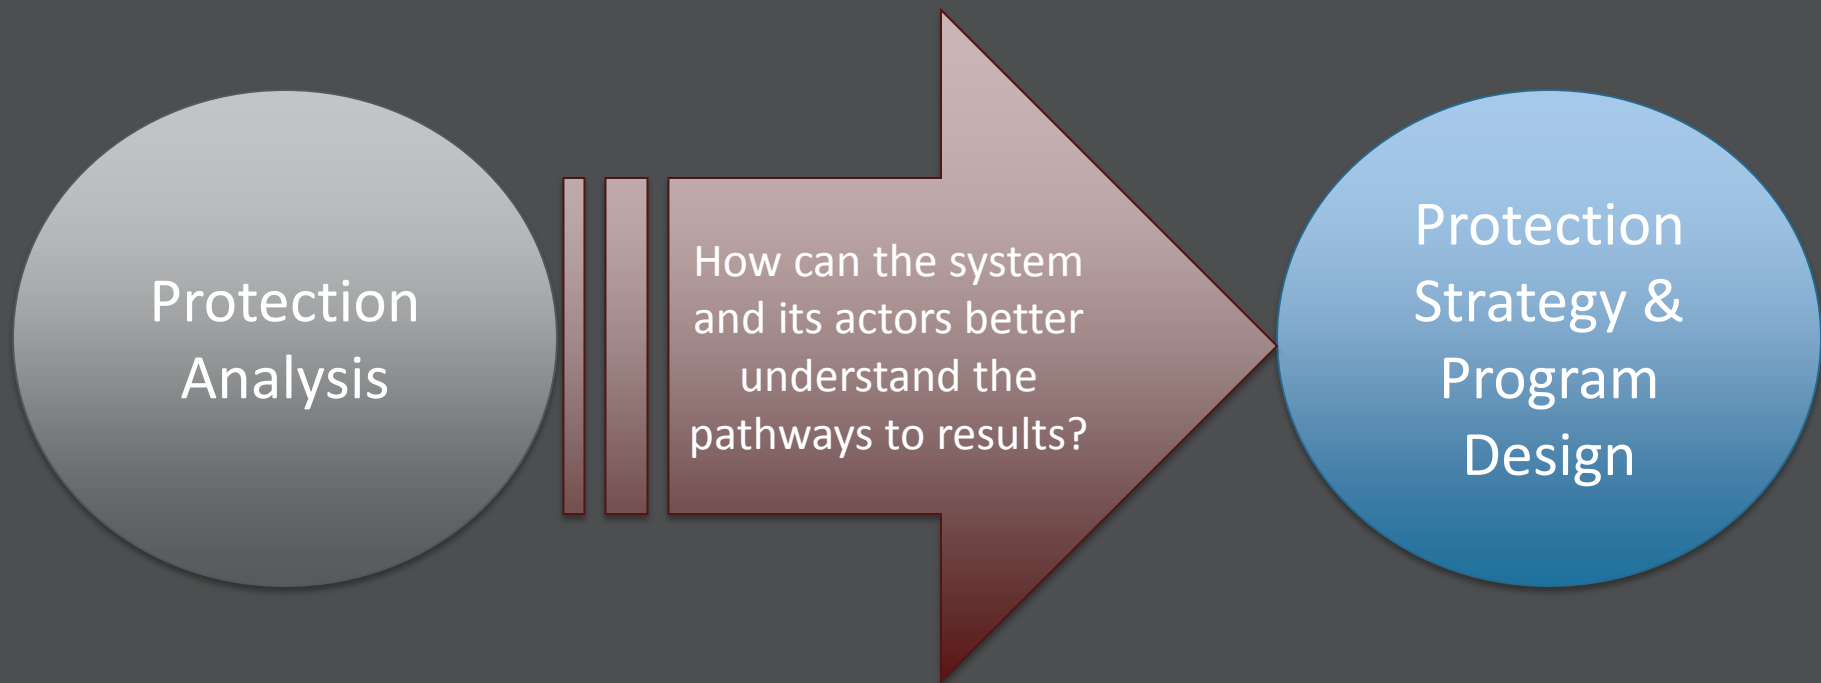 Protection
Analysis
How can the system
and its actors better
understand the
pathways to results?
Protection
Strategy &
Program
Design